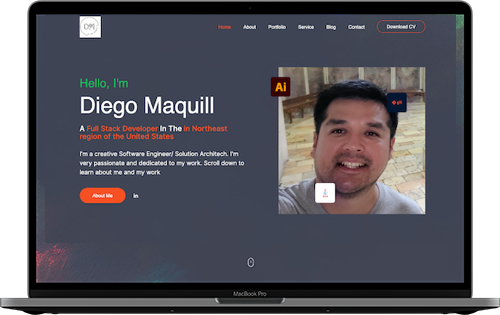 DM
Home About Portfolio Service Blog Contact Download CV
Hello, I'm
Diego Maquill
A Full Stack Developer In The in Northeast
region of the United States
I'm a creative Software Engineer/ Solution Architech. I'm
very passionate and dedicated to my work. Scroll down to
learn about me and my work
About Me in
Ai
git
MacBook Pro